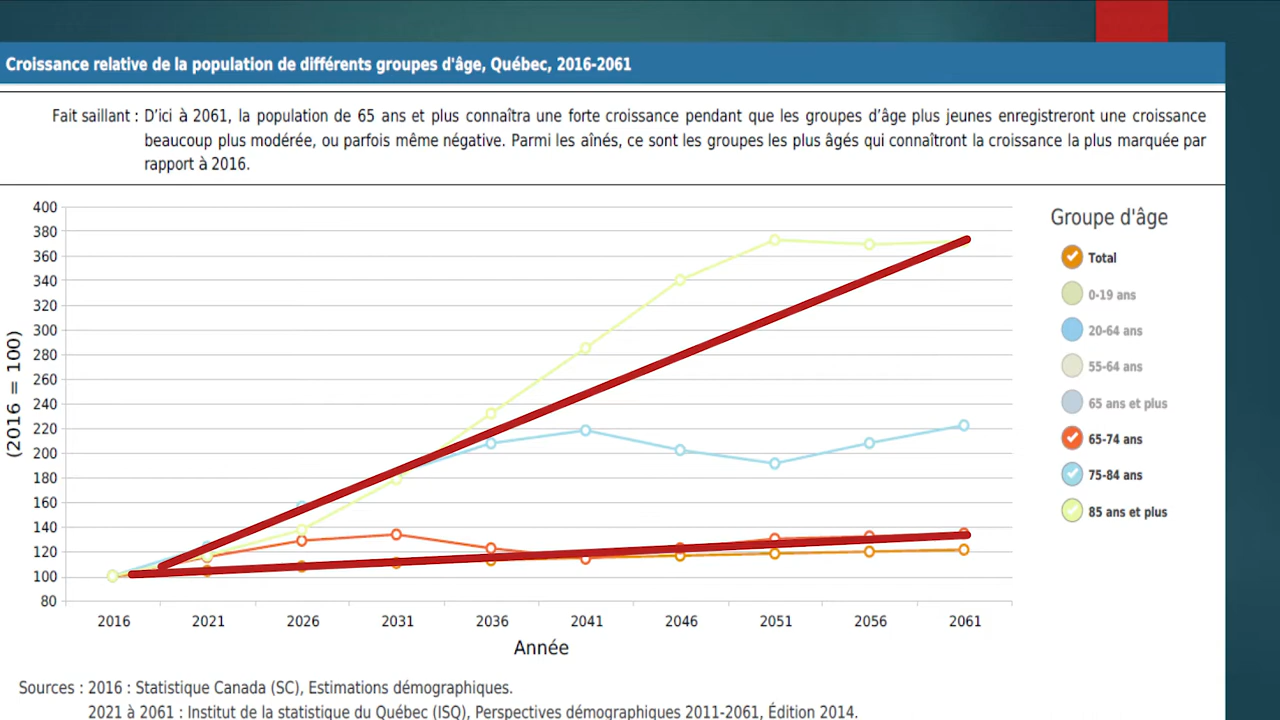 Croissance relative de la population de différents groupes d'âge, Québec, 2016-2061
Fait saillant : D'ici à 2061, la population de 65 ans et plus connaîtra une forte croissance pendant que les groupes d'âge plus jeunes enregistreront une croissance
beaucoup plus modérée, ou parfois même négative. Parmi les aînés, ce sont les groupes les plus âgés qui connaîtront la croissance la plus marquée par
rapport à 2016.
(2016 = 100)
400
380
360
340
320
300
280
260
240
220
200
180
160
140
120
100
80
2016 2021 2026 2031 2036 2041 2046 2051 2056 2061
Année
Groupe d'âge
Total
0-19 ans
20-64 ans
55-64 ans
65 ans et plus
65-74 ans
75-84 ans
85 ans et plus
Sources : 2016 : Statistique Canada (SC), Estimations démographiques.
2021 à 2061 : Institut de la statistique du Québec (ISQ), Perspectives démographiques 2011-2061, Édition 2014.